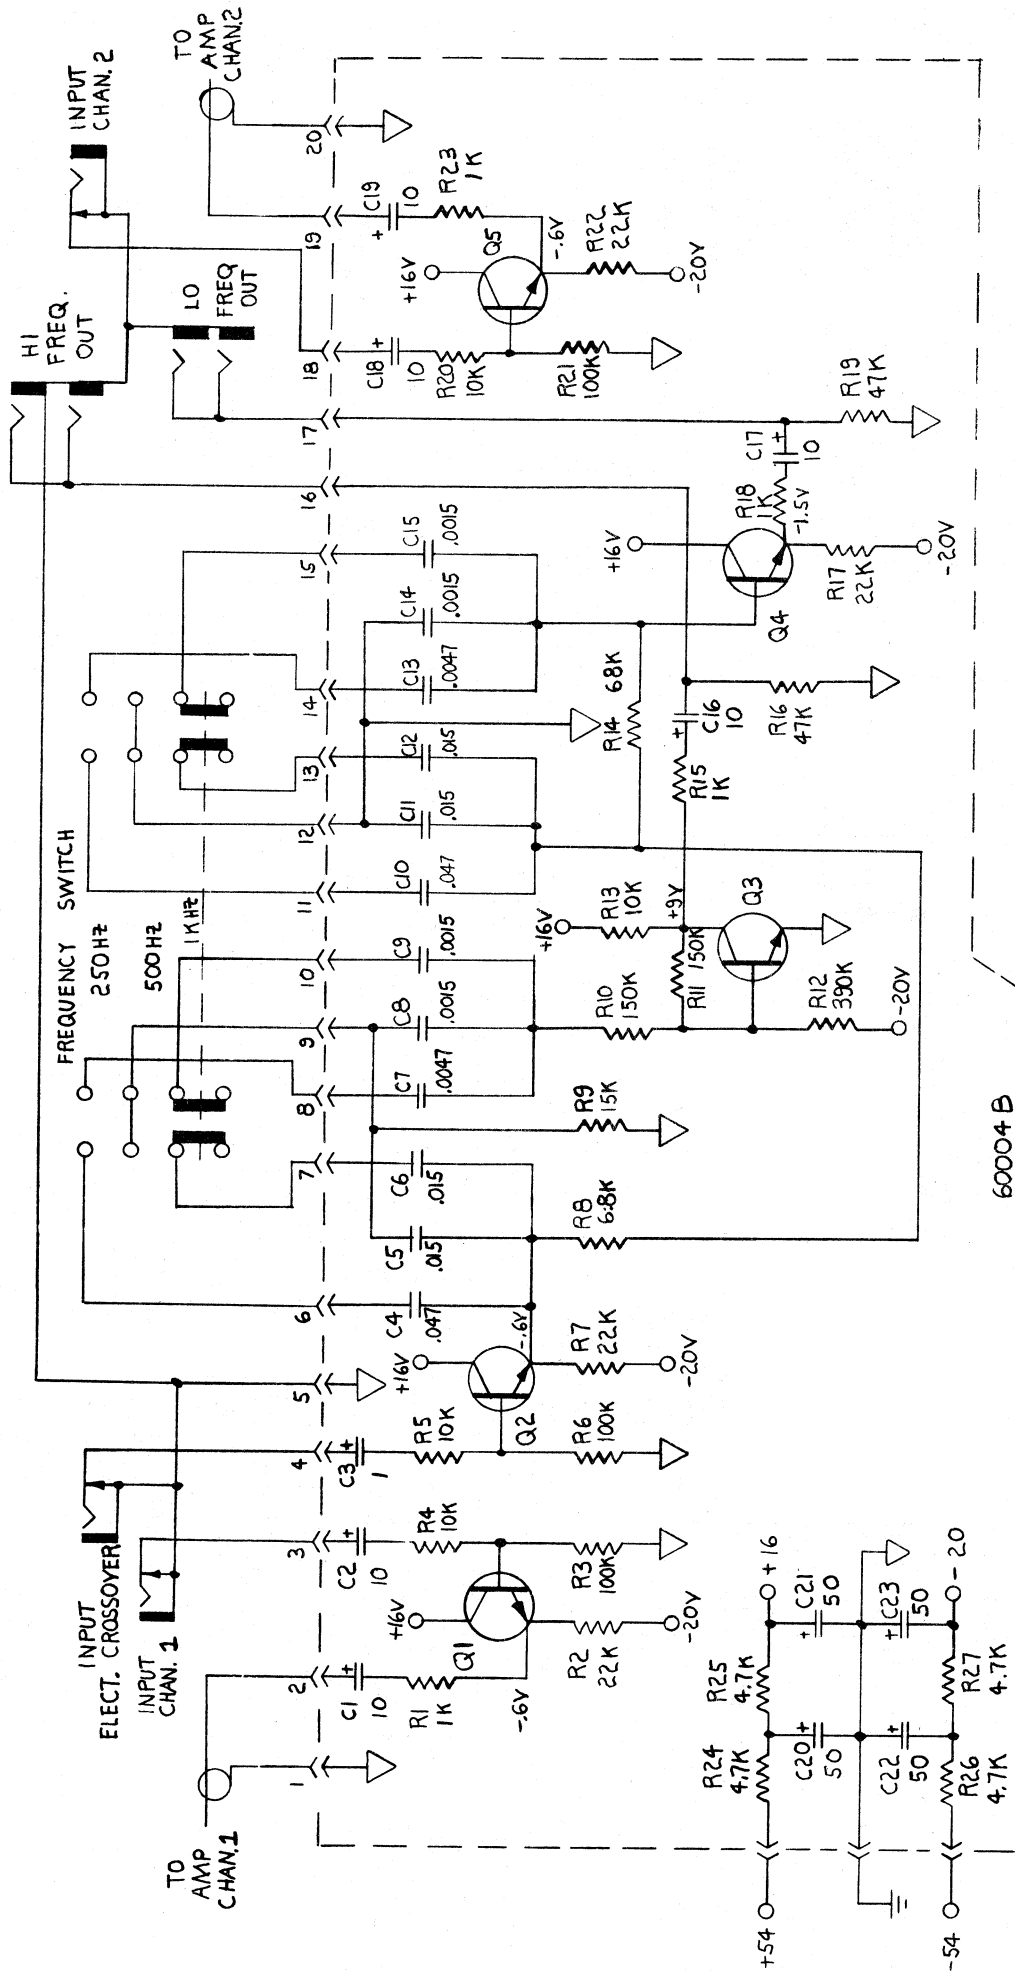 TO
AMP
CHAN.1
INPUT
ELECT. CROSSOVER
INPUT
CHAN. 1
FREQUENCY SWITCH
250HZ
500HZ
1KHZ
HI
FREQ.
OUT
LO
FREQ
OUT
INPUT
CHAN. 2
TO
AMP
CHAN.2
1
2
3
4
5
6
7
8
9
10
11
12
13
14
15
16
17
18
19
20
C1
10
R1
1K
-.6V
Q1
+16V
R2
22K
-20V
C2
10
R4
10K
R3
100K
C3
1
R5
10K
Q2
R6
100K
+16V
-.6V
R7
22K
-20V
C4
.047
C5
.015
C6
.015
R8
6.8K
R9
15K
C7
.0047
C8
.0015
C9
.0015
R10
150K
R11
150K
+16V
R13
10K
+9V
Q3
R12
390K
-20V
C10
.047
C11
.015
C12
.015
C13
.0047
C14
.0015
C15
.0015
R14
68K
R15
1K
C16
10
R16
47K
+16V
Q4
R17
22K
-20V
R18
1K
-1.5V
C17
10
R19
47K
C18
10
R20
10K
R21
100K
+16V
Q5
-.6V
R22
22K
-20V
C19
10
R23
1K
+54
R24
4.7K
R25
4.7K
+16
C20
50
C21
50
C22
50
C23
50
-54
R26
4.7K
R27
4.7K
-20
60004B